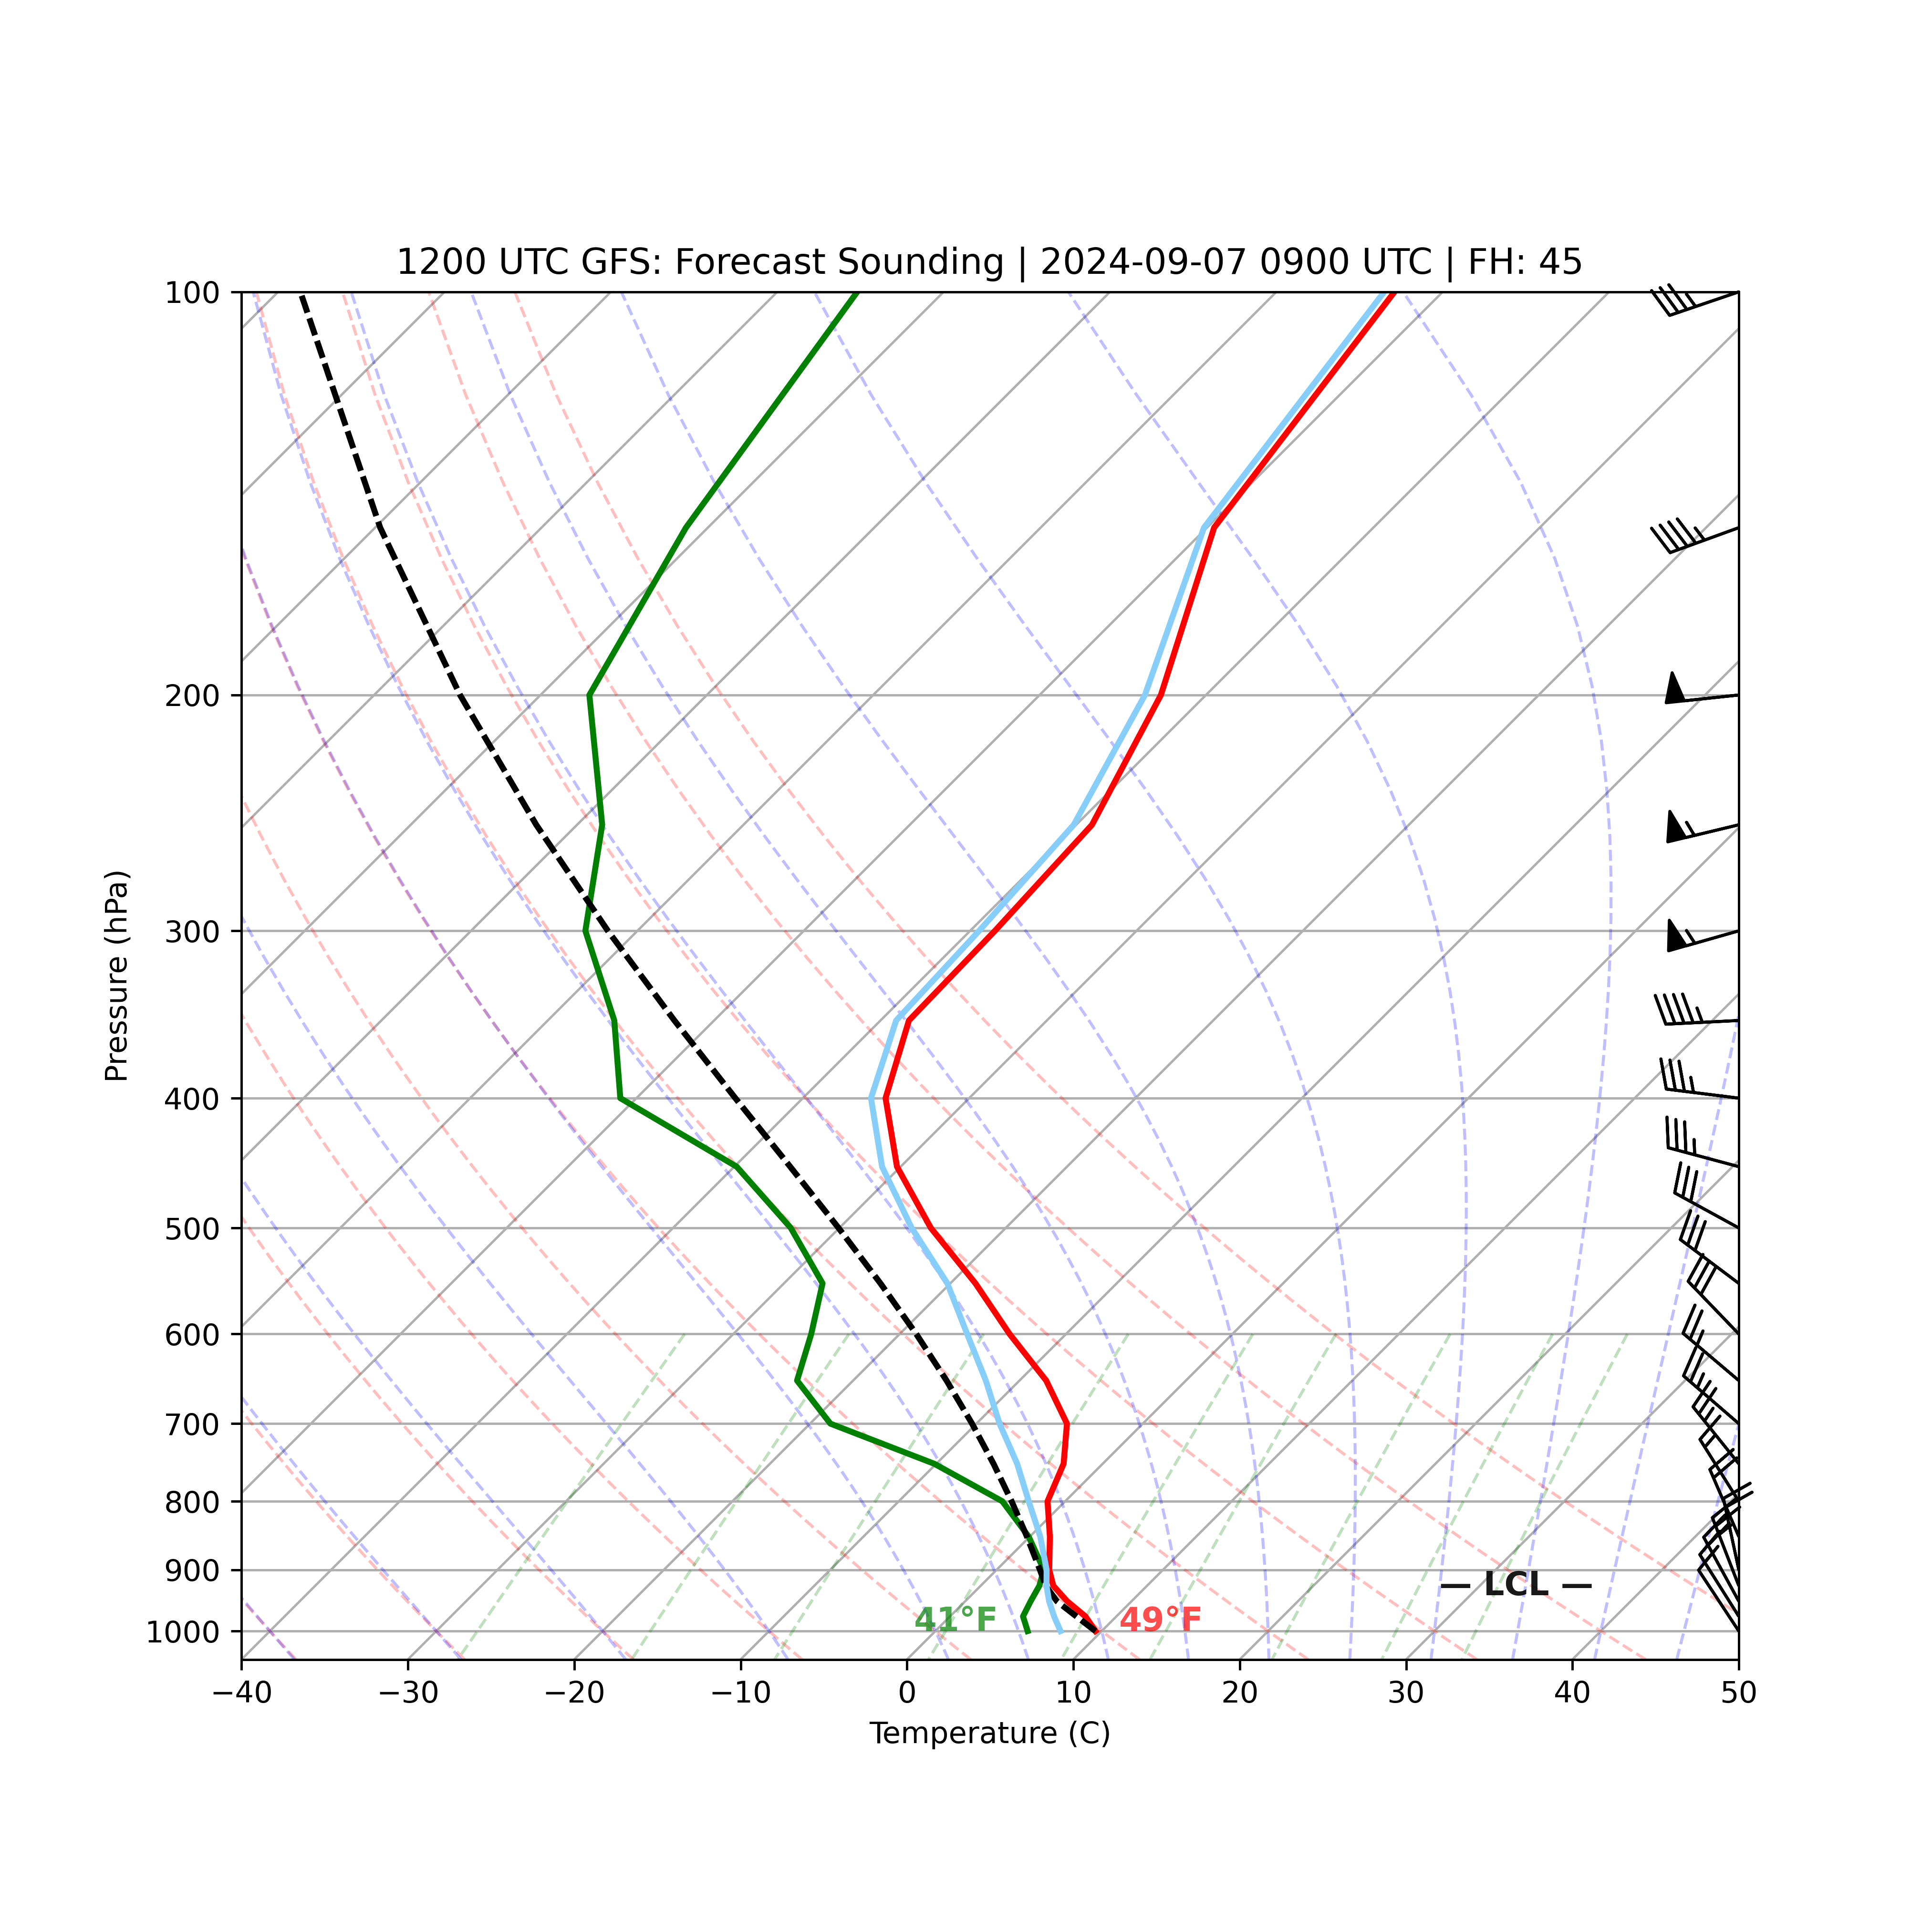 1200 UTC GFS: Forecast Sounding | 2024-09-07 0900 UTC | FH: 45
100
200
300
400
500
600
700
800
900
1000
Pressure (hPa)
— LCL —
41°F
49°F
−40 −30 −20 −10 0 10 20 30 40 50
Temperature (C)